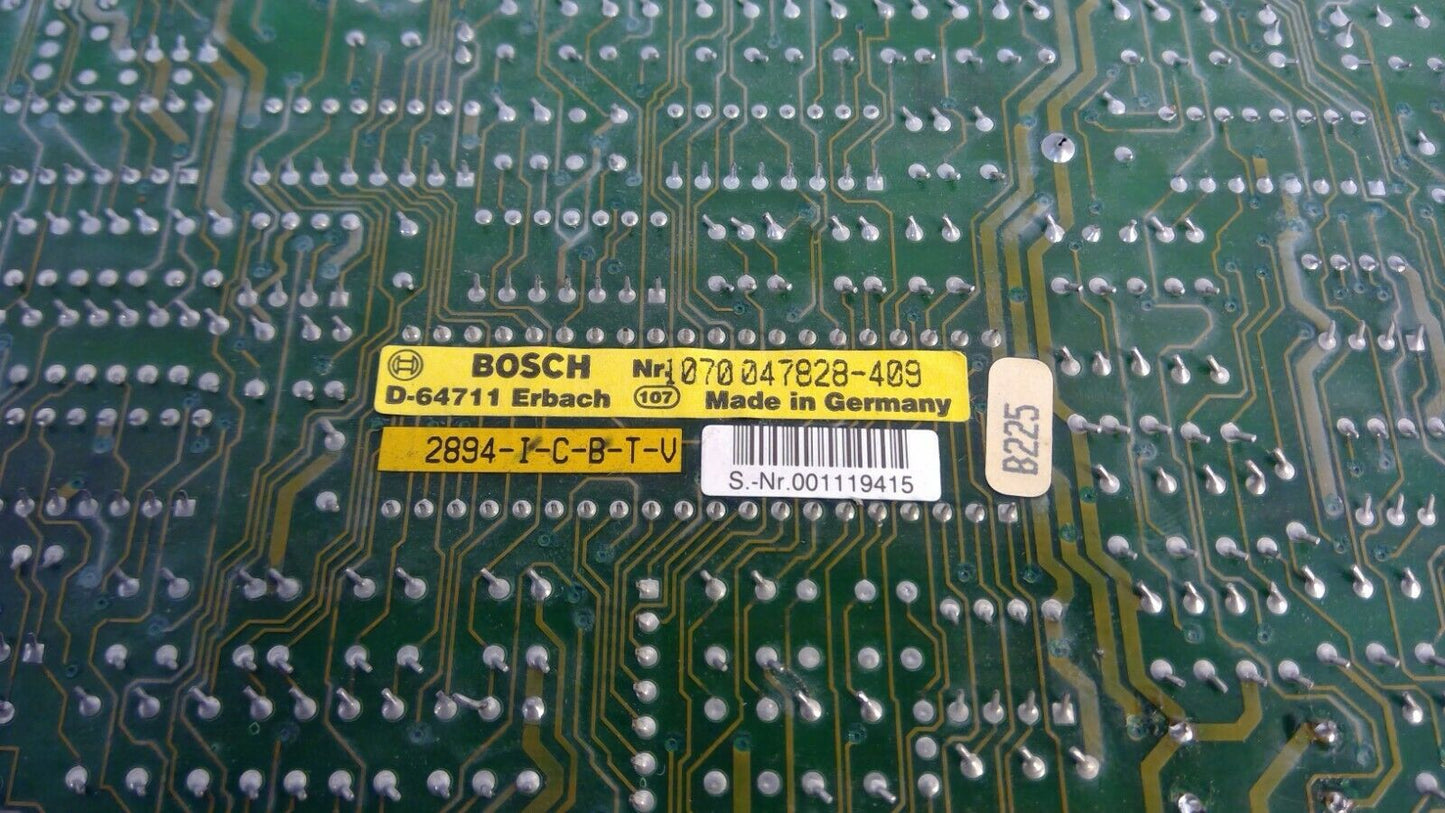 BOSCH Nr. 1070 047828-409
D-64711 Erbach 107 Made in Germany
2894-I-C-B-T-V
S.-Nr.001119415
B225